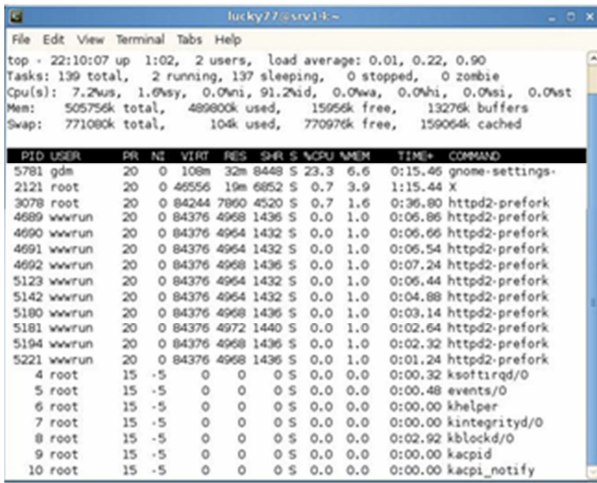 lucky77@srv14:~
File Edit View Terminal Tabs Help
top - 22:10:07 up 1:02, 2 users, load average: 0.01, 0.22, 0.90
Tasks: 139 total, 2 running, 137 sleeping, 0 stopped, 0 zombie
Cpu(s): 7.2%us, 1.6%sy, 0.0%ni, 91.2%id, 0.0%wa, 0.0%hi, 0.0%si, 0.0%st
Mem: 505756k total, 489800k used, 15956k free, 13276k buffers
Swap: 771080k total, 104k used, 770976k free, 159064k cached
PID USER PR NI VIRT RES SHR S %CPU %MEM TIME+ COMMAND
5781 gdm 20 0 108m 32m 8448 S 23.3 6.6 0:15.46 gnome-settings-
2121 root 20 0 46556 19m 6852 S 0.7 3.9 1:15.44 X
3078 root 20 0 84244 7860 4520 S 0.7 1.6 0:36.80 httpd2-prefork
4689 wwwrun 20 0 84376 4968 1436 S 0.0 1.0 0:06.86 httpd2-prefork
4690 wwwrun 20 0 84376 4964 1432 S 0.0 1.0 0:06.66 httpd2-prefork
4691 wwwrun 20 0 84376 4964 1432 S 0.0 1.0 0:06.54 httpd2-prefork
4692 wwwrun 20 0 84376 4968 1436 S 0.0 1.0 0:07.24 httpd2-prefork
5123 wwwrun 20 0 84376 4964 1432 S 0.0 1.0 0:06.44 httpd2-prefork
5142 wwwrun 20 0 84376 4964 1432 S 0.0 1.0 0:04.88 httpd2-prefork
5180 wwwrun 20 0 84376 4968 1436 S 0.0 1.0 0:03.14 httpd2-prefork
5181 wwwrun 20 0 84376 4972 1440 S 0.0 1.0 0:02.64 httpd2-prefork
5194 wwwrun 20 0 84376 4968 1436 S 0.0 1.0 0:02.32 httpd2-prefork
5221 wwwrun 20 0 84376 4968 1436 S 0.0 1.0 0:01.24 httpd2-prefork
4 root 15 -5 0 0 0 S 0.0 0.0 0:00.32 ksoftirqd/0
5 root 15 -5 0 0 0 S 0.0 0.0 0:00.48 events/0
6 root 15 -5 0 0 0 S 0.0 0.0 0:00.00 khelper
7 root 15 -5 0 0 0 S 0.0 0.0 0:00.00 kintegrityd/0
8 root 15 -5 0 0 0 S 0.0 0.0 0:02.92 kblockd/0
9 root 15 -5 0 0 0 S 0.0 0.0 0:00.00 kacpid
10 root 15 -5 0 0 0 S 0.0 0.0 0:00.00 kacpi_notify